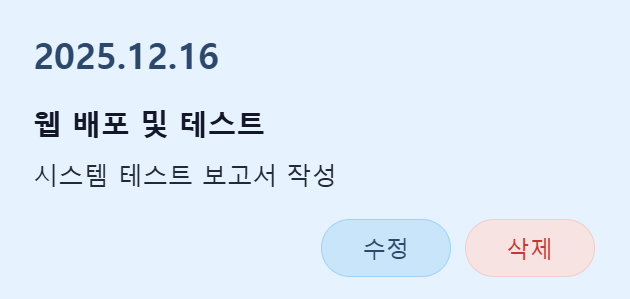 2025.12.16
웹 배포 및 테스트
시스템 테스트 보고서 작성
수정 삭제